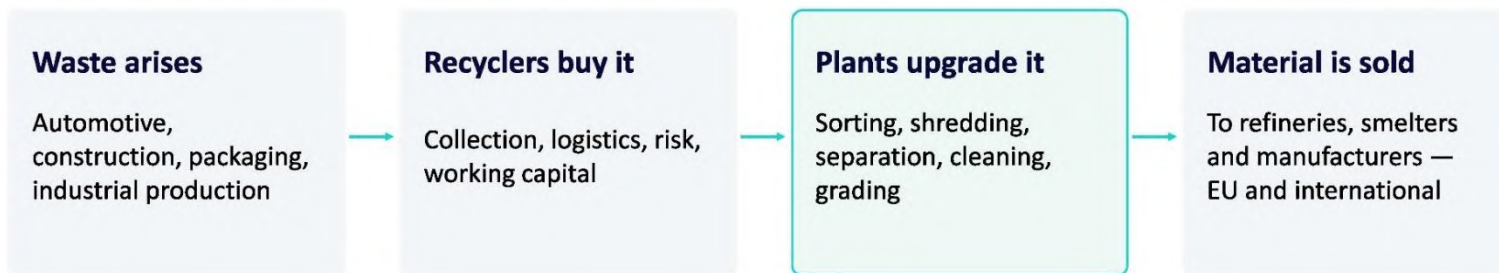 Waste arises
Automotive,
construction, packaging,
industrial production
Recyclers buy it
Collection, logistics, risk,
working capital
Plants upgrade it
Sorting, shredding,
separation, cleaning,
grading
Material is sold
To refineries, smelters
and manufacturers —
EU and international